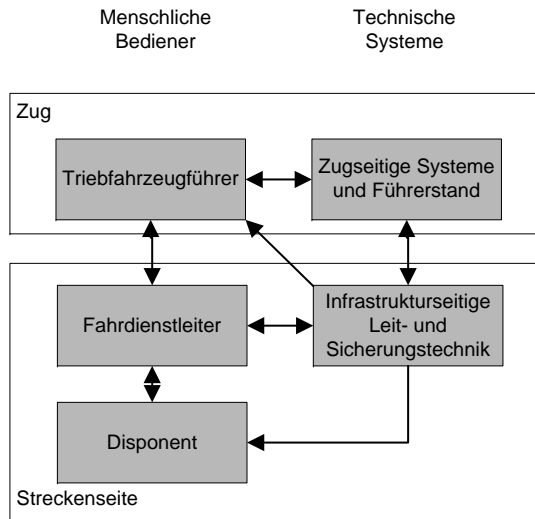 Menschliche
Bediener
Technische
Systeme
Zug
Triebfahrzeugführer
Zugseitige Systeme
und Führerstand
Fahrdienstleiter
Infrastrukturseitige
Leit- und
Sicherungstechnik
Disponent
Streckenseite